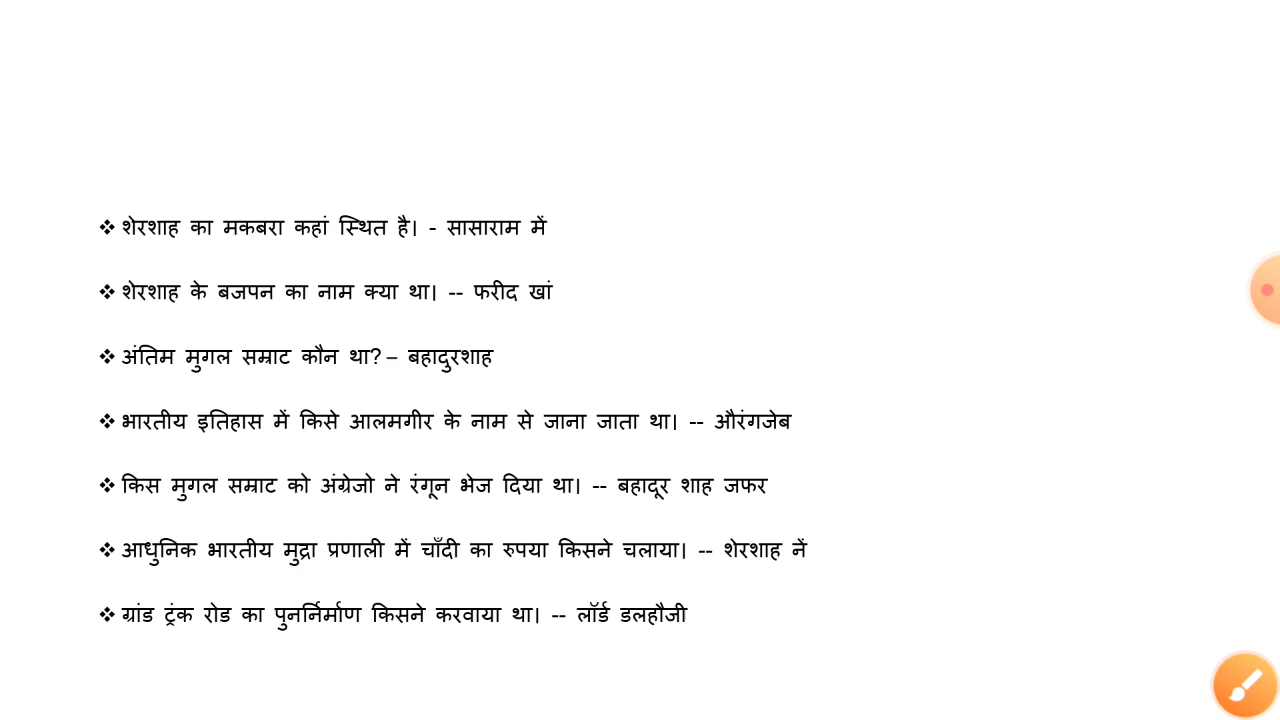 ❖ शेरशाह का मकबरा कहां स्थित है। - सासाराम में
❖ शेरशाह के बजपन का नाम क्या था। -- फरीद खां
❖ अंतिम मुगल सम्राट कौन था? – बहादुरशाह
❖ भारतीय इतिहास में किसे आलमगीर के नाम से जाना जाता था। -- औरंगजेब
❖ किस मुगल सम्राट को अंग्रेजो ने रंगून भेज दिया था। -- बहादूर शाह जफर
❖ आधुनिक भारतीय मुद्रा प्रणाली में चाँदी का रुपया किसने चलाया। -- शेरशाह नें
❖ ग्रांड ट्रंक रोड का पुनर्निर्माण किसने करवाया था। -- लॉर्ड डलहौजी